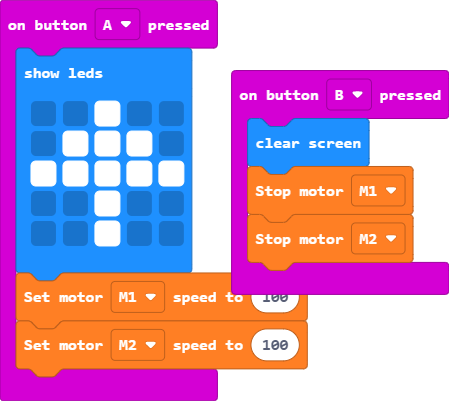 on button A pressed
show leds
Set motor M1 speed to 100
Set motor M2 speed to 100
on button B pressed
clear screen
Stop motor M1
Stop motor M2